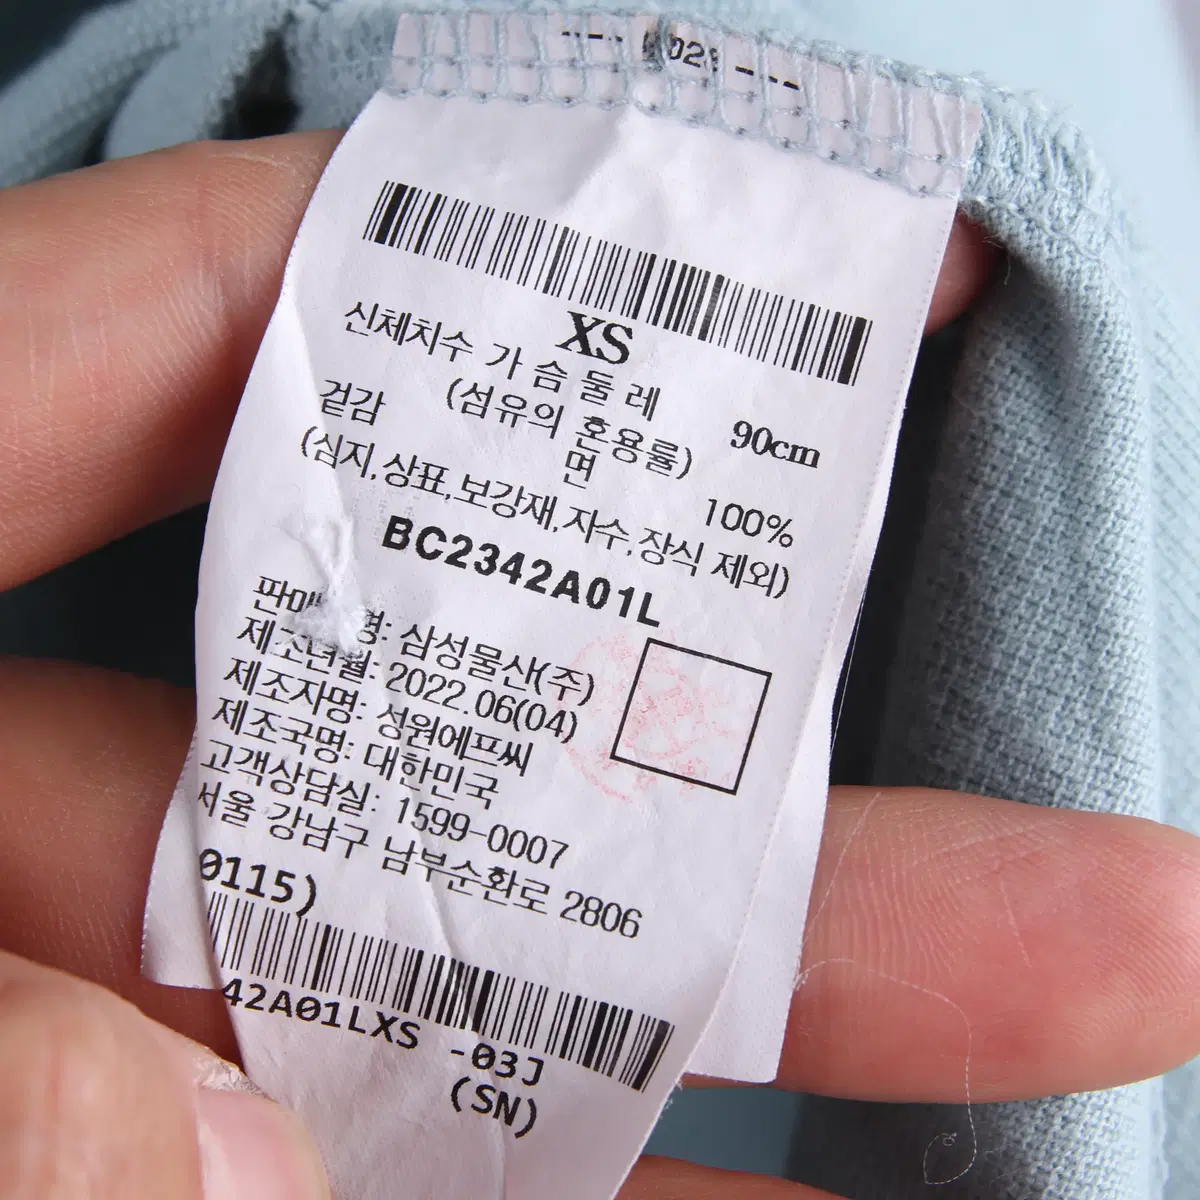 XS
신체치수 가 슴 둘 레 90cm
(섬유의 혼용률)
겉감 면 100%
(심지,상표,보강재,자수,장식 제외)
BC2342A01L
삼성물산(주)
제조년월: 2022.06(04)
제조자명: 성원에프씨
제조국명: 대한민국
고객상담실: 1599-0007
서울 강남구 남부순환로 2806
0115)
42A01LXS -03J
(SN)